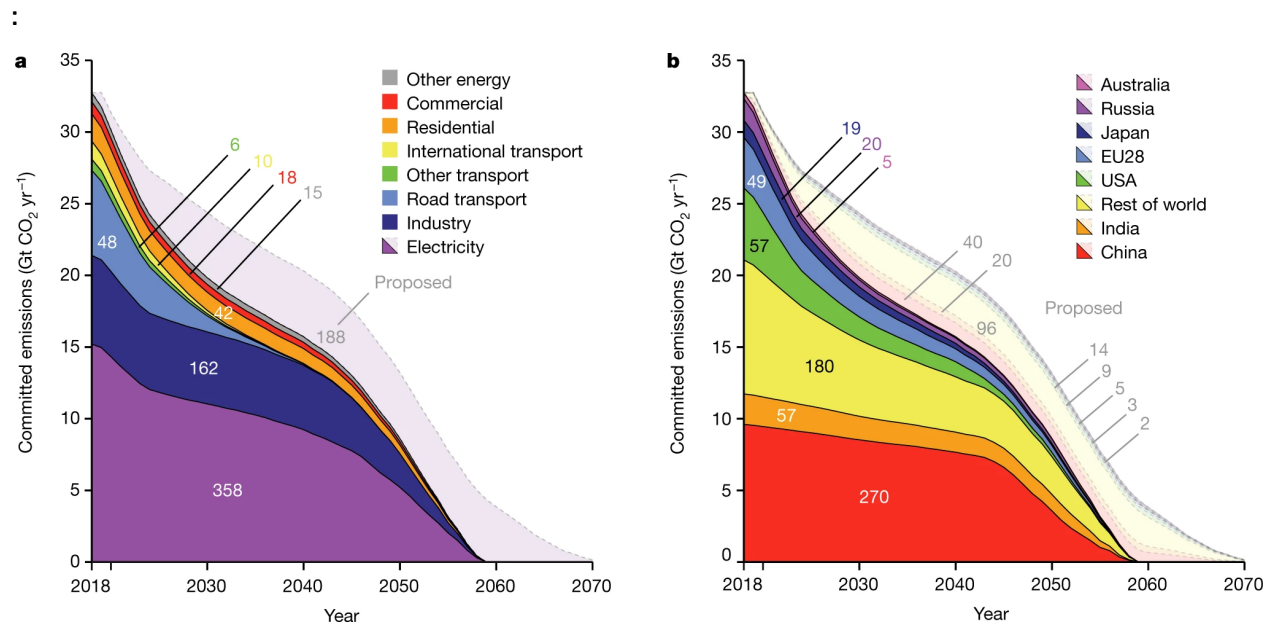 :
a
35
30
25
20
15
10
5
0
Committed emissions (Gt CO₂ yr⁻¹)
2018
2030
2040
2050
2060
2070
Year
Other energy
Commercial
Residential
International transport
Other transport
Road transport
Industry
Electricity
6
10
18
15
48
42
162
358
188
Proposed
b
35
30
25
20
15
10
5
0
Committed emissions (Gt CO₂ yr⁻¹)
2018
2030
2040
2050
2060
2070
Year
Australia
Russia
Japan
EU28
USA
Rest of world
India
China
19
20
5
49
57
180
57
270
40
20
96
Proposed
14
9
5
3
2